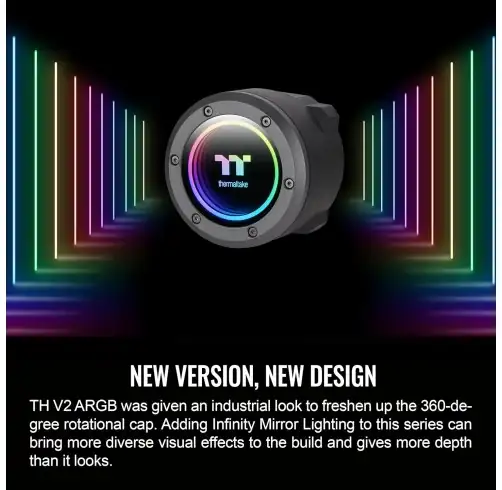 thermaltake
NEW VERSION, NEW DESIGN
TH V2 ARGB was given an industrial look to freshen up the 360-de-
gree rotational cap. Adding Infinity Mirror Lighting to this series can
bring more diverse visual effects to the build and gives more depth
than it looks.